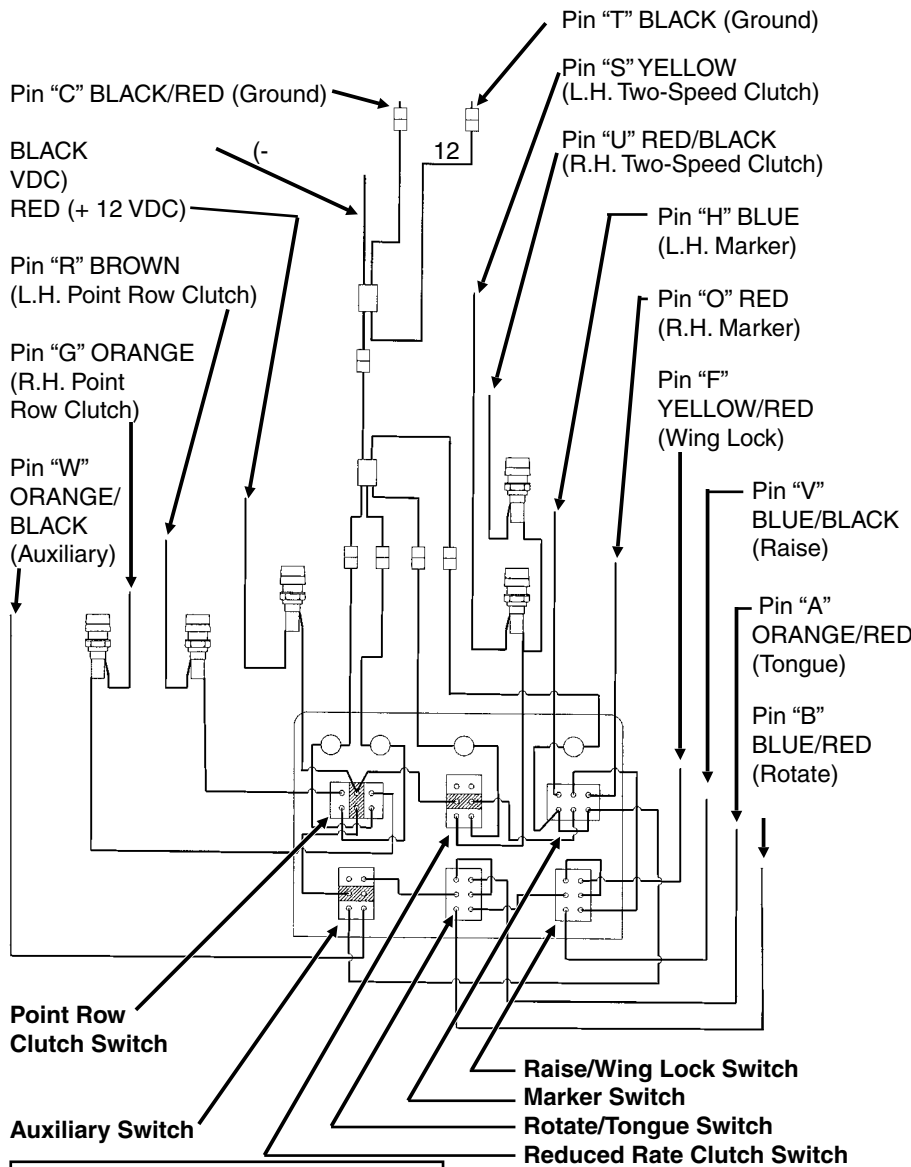 Pin “T” BLACK (Ground)
Pin “C” BLACK/RED (Ground)
Pin “S” YELLOW
(L.H. Two-Speed Clutch)
Pin “U” RED/BLACK
(R.H. Two-Speed Clutch)
BLACK (- 12
VDC)
RED (+ 12 VDC)
Pin “H” BLUE
(L.H. Marker)
Pin “R” BROWN
(L.H. Point Row Clutch)
Pin “O” RED
(R.H. Marker)
Pin “G” ORANGE
(R.H. Point
Row Clutch)
Pin “F”
YELLOW/RED
(Wing Lock)
Pin “W”
ORANGE/
BLACK
(Auxiliary)
Pin “V”
BLUE/BLACK
(Raise)
Pin “A”
ORANGE/RED
(Tongue)
Pin “B”
BLUE/RED
(Rotate)
Point Row
Clutch Switch
Auxiliary Switch
Raise/Wing Lock Switch
Marker Switch
Rotate/Tongue Switch
Reduced Rate Clutch Switch